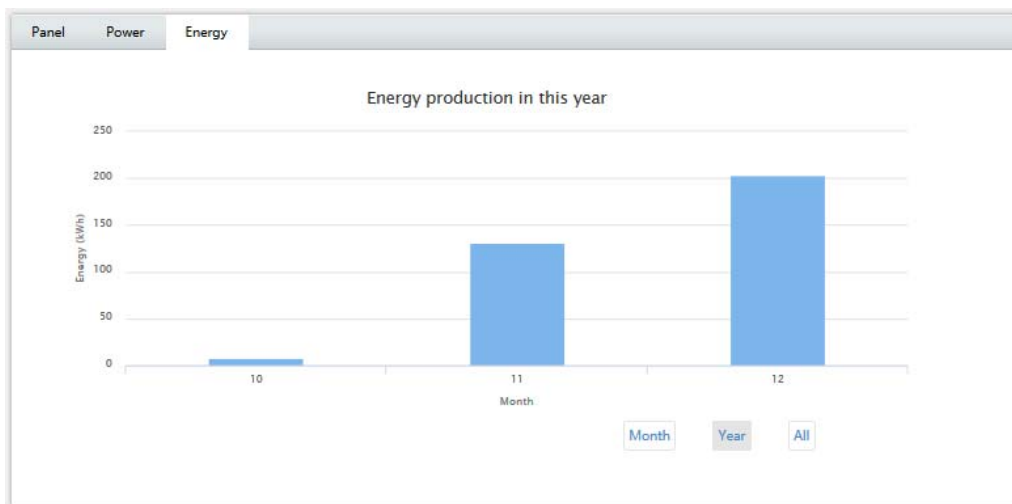 Panel Power Energy
Energy production in this year
250
200
150
100
50
0
Energy (kWh)
10 11 12
Month
Month Year All